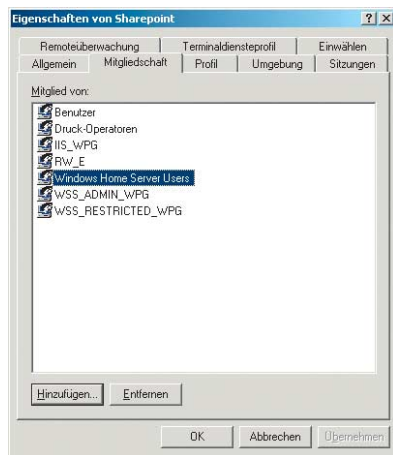 Eigenschaften von Sharepoint
Remoteüberwachung Terminaldiensteprofil Einwählen
Allgemein Mitgliedschaft Profil Umgebung Sitzungen
Mitglied von:
Benutzer
Druck-Operatoren
IIS_WPG
RW_E
Windows Home Server Users
WSS_ADMIN_WPG
WSS_RESTRICTED_WPG
Hinzufügen... Entfernen
OK Abbrechen Übernehmen